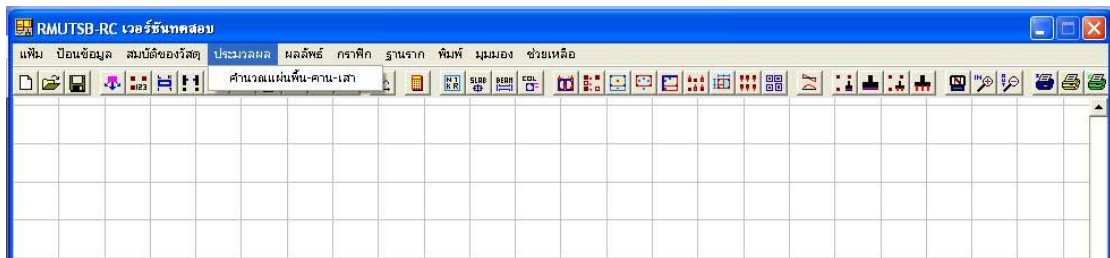 RMUTSB-RC เวอร์ชันทดสอบ
แฟ้ม ป้อนข้อมูล สมบัติของวัสดุ ประมวลผล ผลลัพธ์ กราฟิก ฐานราก พิมพ์ มุมมอง ช่วยเหลือ
คำนวณแผ่นพื้น-คาน-เสา
SLAB BEAM COL